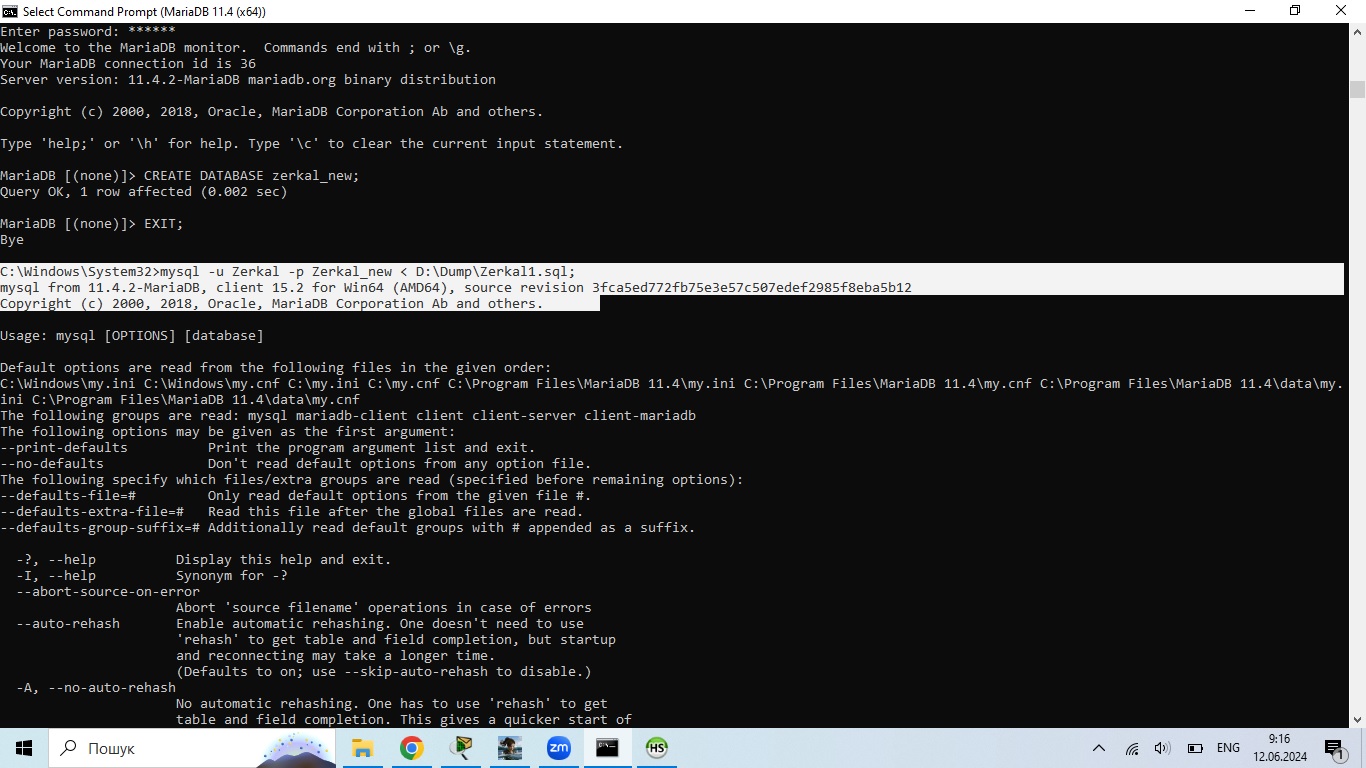 Select Command Prompt (MariaDB 11.4 (x64))
Enter password: ******
Welcome to the MariaDB monitor.  Commands end with ; or \g.
Your MariaDB connection id is 36
Server version: 11.4.2-MariaDB mariadb.org binary distribution
Copyright (c) 2000, 2018, Oracle, MariaDB Corporation Ab and others.
Type 'help;' or '\h' for help. Type '\c' to clear the current input statement.
MariaDB [(none)]> CREATE DATABASE zerkal_new;
Query OK, 1 row affected (0.002 sec)
MariaDB [(none)]> EXIT;
Bye
C:\Windows\System32>mysql -u Zerkal -p Zerkal_new < D:\Dump\Zerkal1.sql;
mysql from 11.4.2-MariaDB, client 15.2 for Win64 (AMD64), source revision 3fca5ed772fb75e3e57c507edef2985f8eba5b12
Copyright (c) 2000, 2018, Oracle, MariaDB Corporation Ab and others.
Usage: mysql [OPTIONS] [database]
Default options are read from the following files in the given order:
C:\Windows\my.ini C:\Windows\my.cnf C:\my.ini C:\my.cnf C:\Program Files\MariaDB 11.4\my.ini C:\Program Files\MariaDB 11.4\my.cnf C:\Program Files\MariaDB 11.4\data\my.
ini C:\Program Files\MariaDB 11.4\data\my.cnf
The following groups are read: mysql mariadb-client client client-server client-mariadb
The following options may be given as the first argument:
--print-defaults          Print the program argument list and exit.
--no-defaults             Don't read default options from any option file.
The following specify which files/extra groups are read (specified before remaining options):
--defaults-file=#         Only read default options from the given file #.
--defaults-extra-file=#   Read this file after the global files are read.
--defaults-group-suffix=# Additionally read default groups with # appended as a suffix.
-?, --help          Display this help and exit.
-I, --help          Synonym for -?
--abort-source-on-error
Abort 'source filename' operations in case of errors
--auto-rehash       Enable automatic rehashing. One doesn't need to use
'rehash' to get table and field completion, but startup
and reconnecting may take a longer time.
(Defaults to on; use --skip-auto-rehash to disable.)
-A, --no-auto-rehash
No automatic rehashing. One has to use 'rehash' to get
table and field completion. This gives a quicker start of
Пошук
zm
HS
ENG
9:16
12.06.2024
1